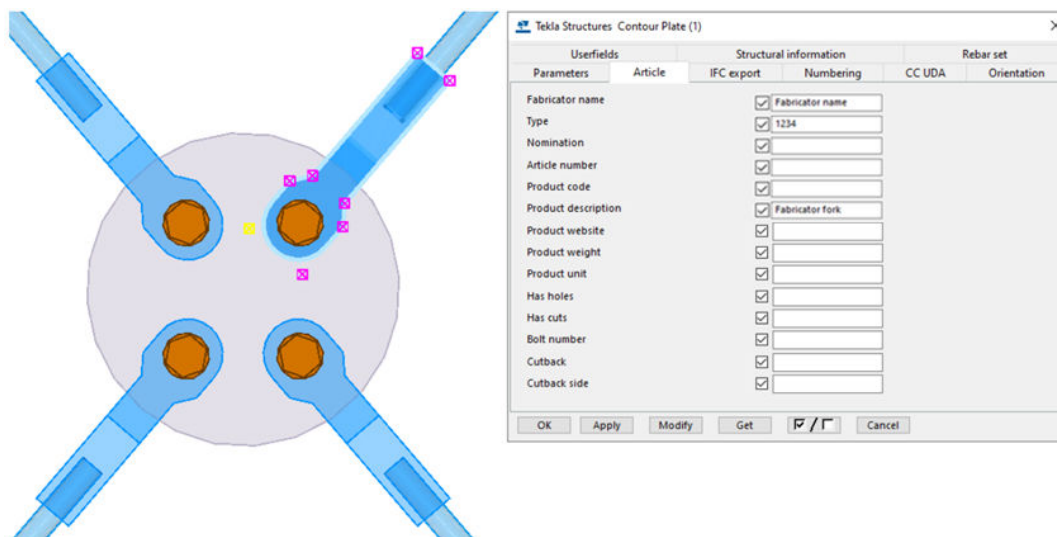 Tekla Structures Contour Plate (1)
Userfields Structural information Rebar set
Parameters Article IFC export Numbering CC UDA Orientation
Fabricator name Fabricator name
Type 1234
Nomination
Article number
Product code
Product description Fabricator fork
Product website
Product weight
Product unit
Has holes
Has cuts
Bolt number
Cutback
Cutback side
OK Apply Modify Get / Cancel